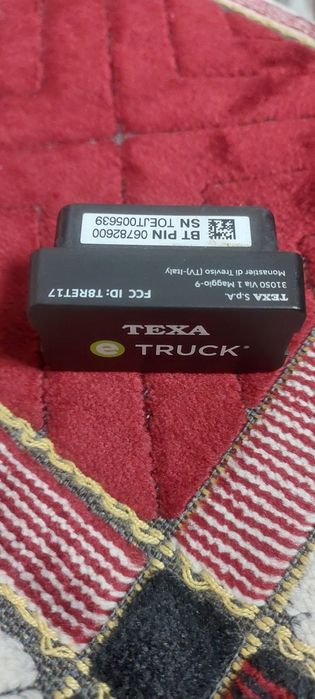 BT PIN 06782600
SN TOEJT005639
TEXA S.p.A.
31050 Via 1 Maggio-9
Monastier di Treviso (TV)-Italy
FCC ID: T8RET17
TEXA
e TRUCK®